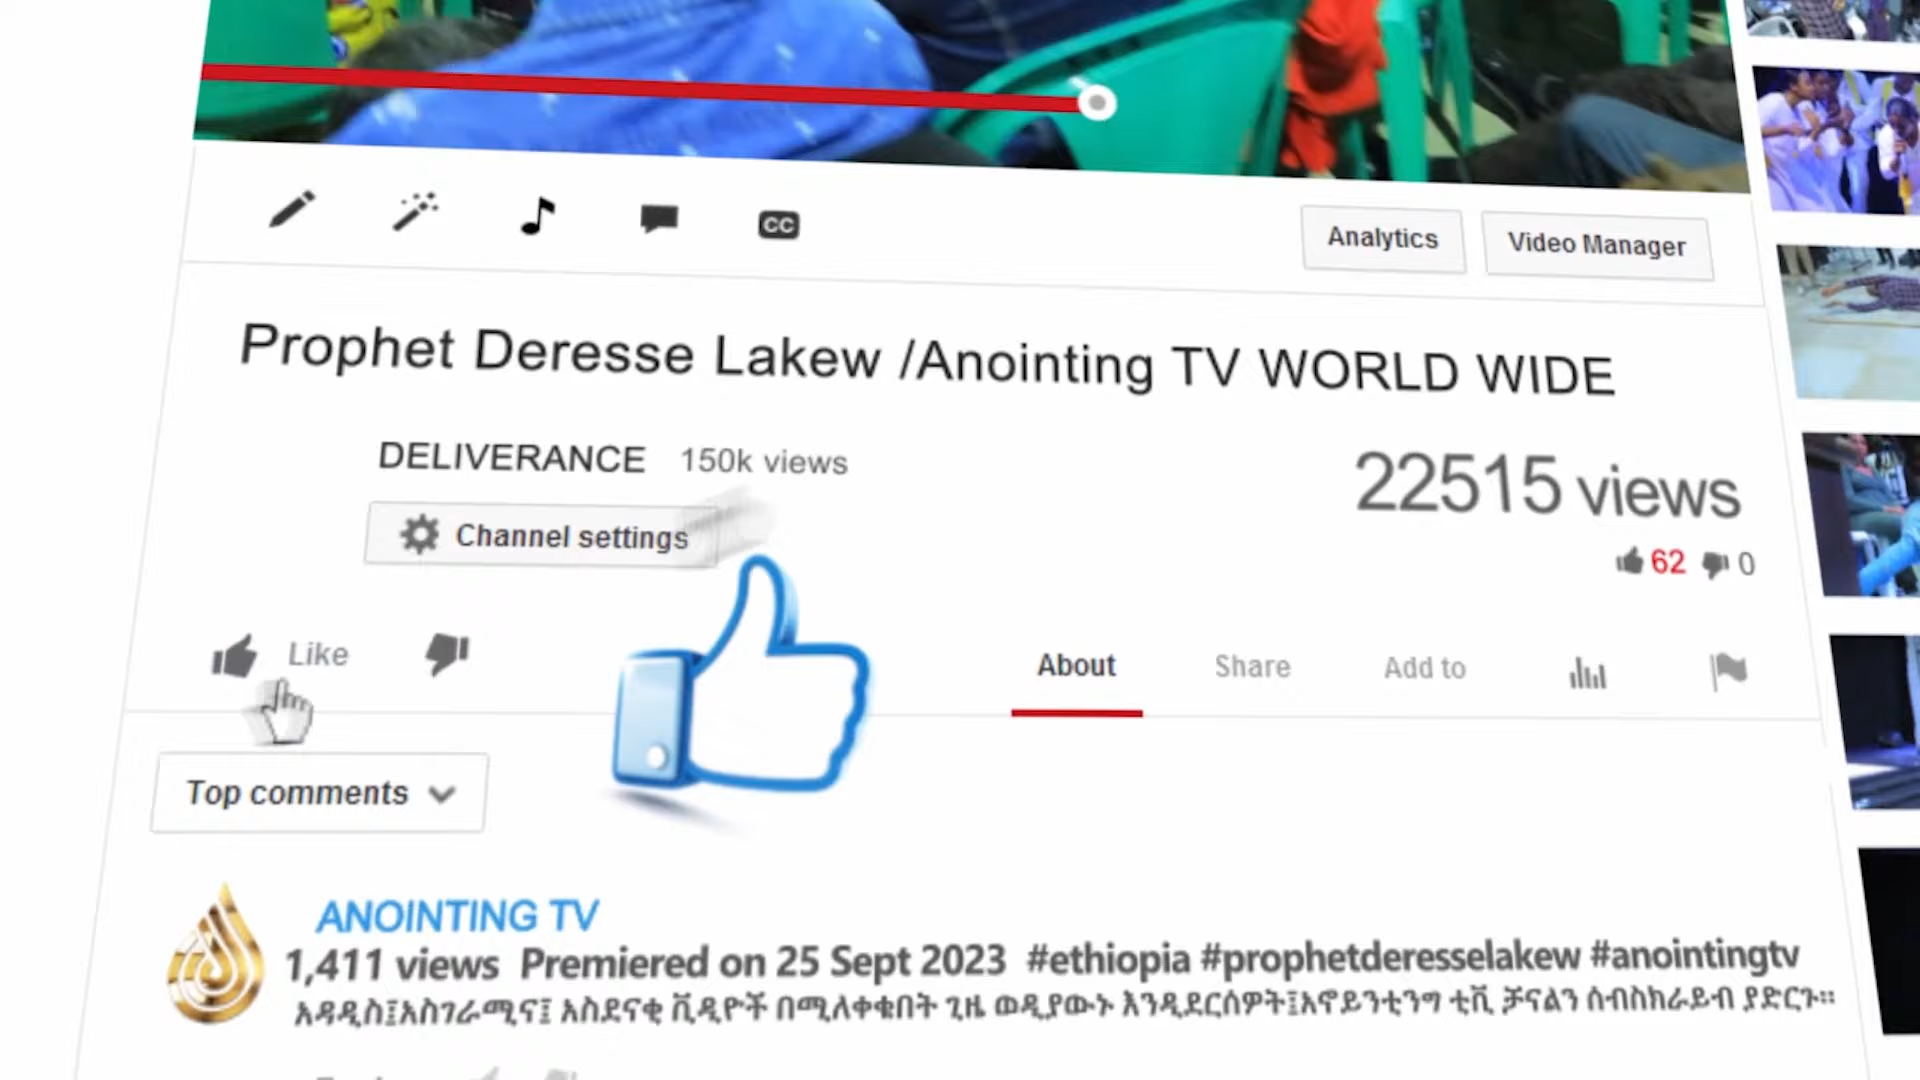 CC
Analytics
Video Manager
Prophet Deresse Lakew /Anointing TV WORLD WIDE
DELIVERANCE 150k views
22515 views
Channel settings
62 0
Like
About Share Add to
Top comments
ANOINTING TV
1,411 views Premiered on 25 Sept 2023 #ethiopia #prophetderesselakew #anointingtv
አዳዲስ፤አስገራሚና፤ አስደናቂ ቪዲዮች በሚለቀቁበት ጊዜ ወዲያውኑ እንዲደርሰዎት፤አኖይንቲንግ ቲቪ ቻናልን ሰብስክራይብ ያድርጉ።